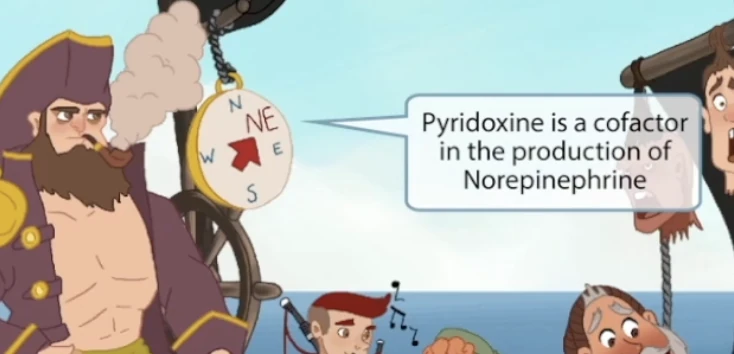 N
NE
W
E
S
Pyridoxine is a cofactor
in the production of
Norepinephrine